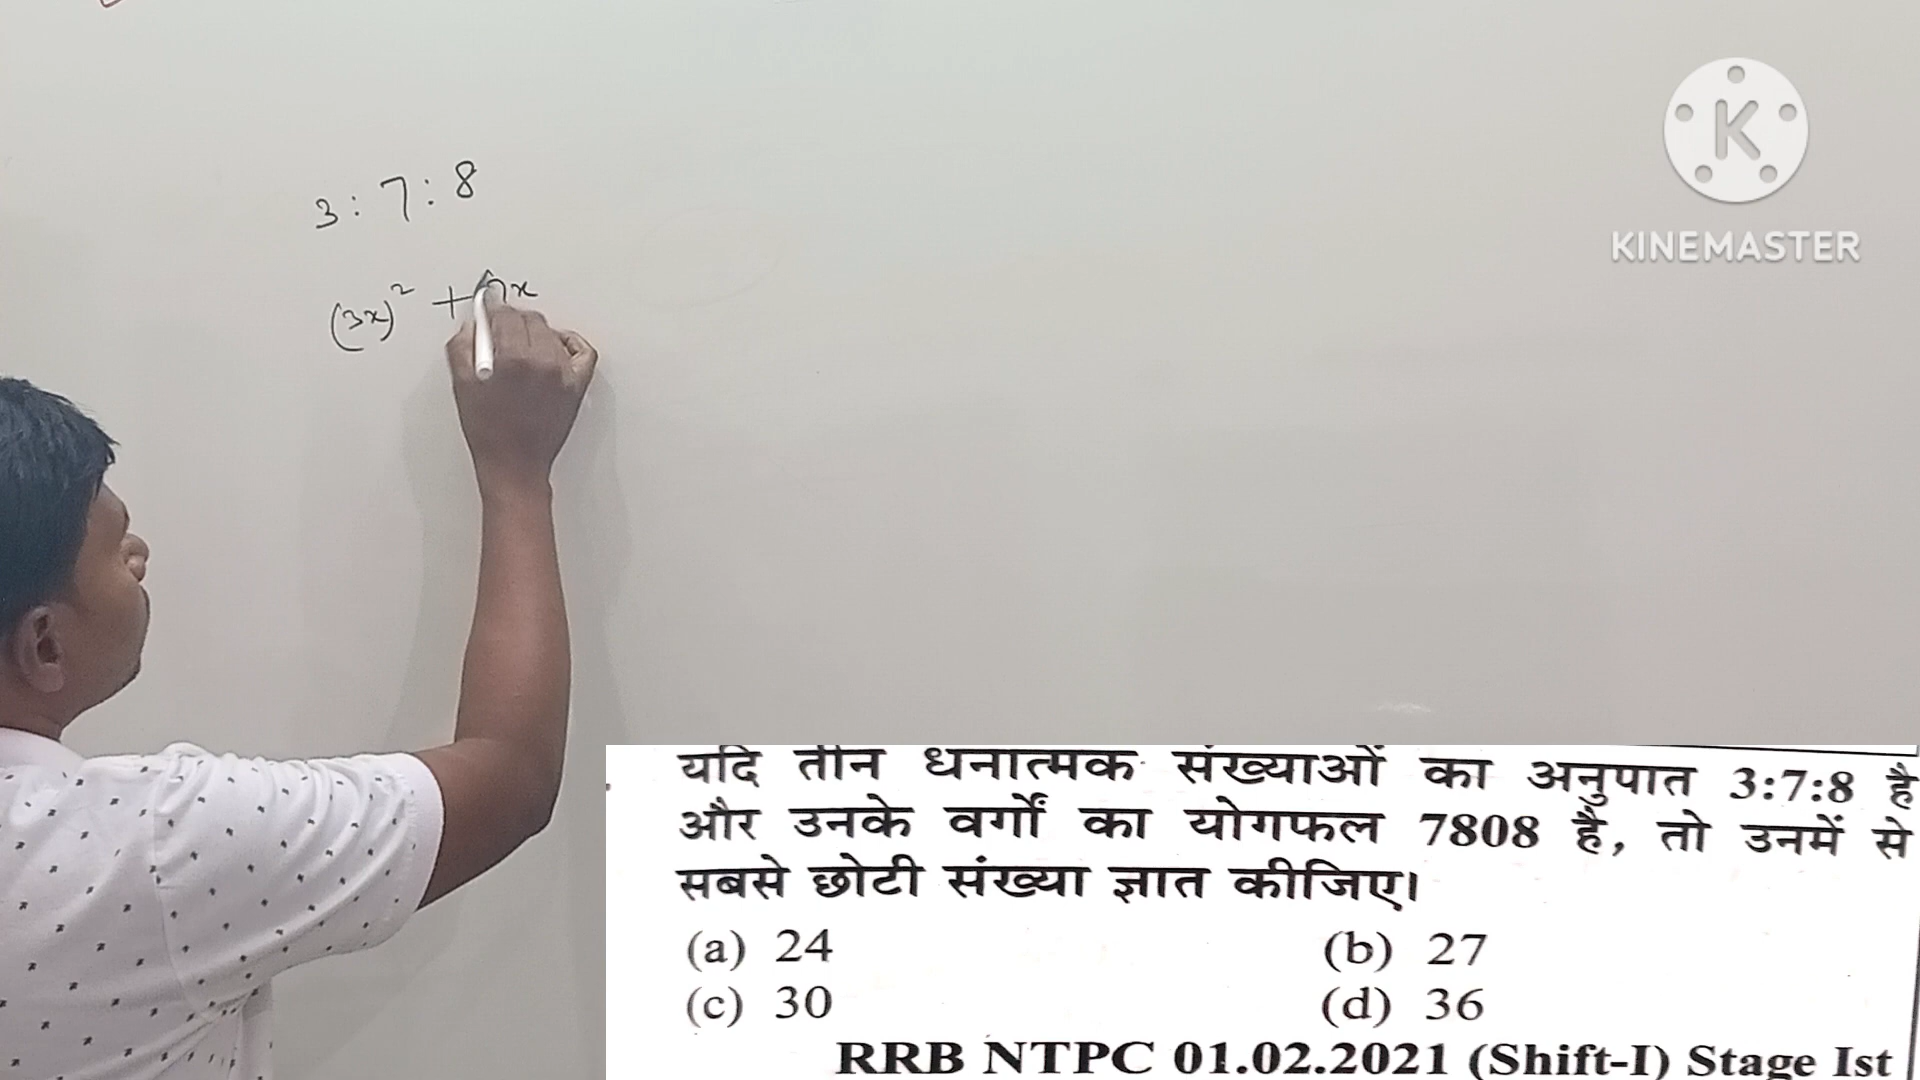 3 : 7 : 8
(3x)² + (7x
KINEMASTER
यदि तीन धनात्मक संख्याओं का अनुपात 3:7:8 है
और उनके वर्गों का योगफल 7808 है, तो उनमें से
सबसे छोटी संख्या ज्ञात कीजिए।
(a) 24 (b) 27
(c) 30 (d) 36
RRB NTPC 01.02.2021 (Shift-I) Stage Ist